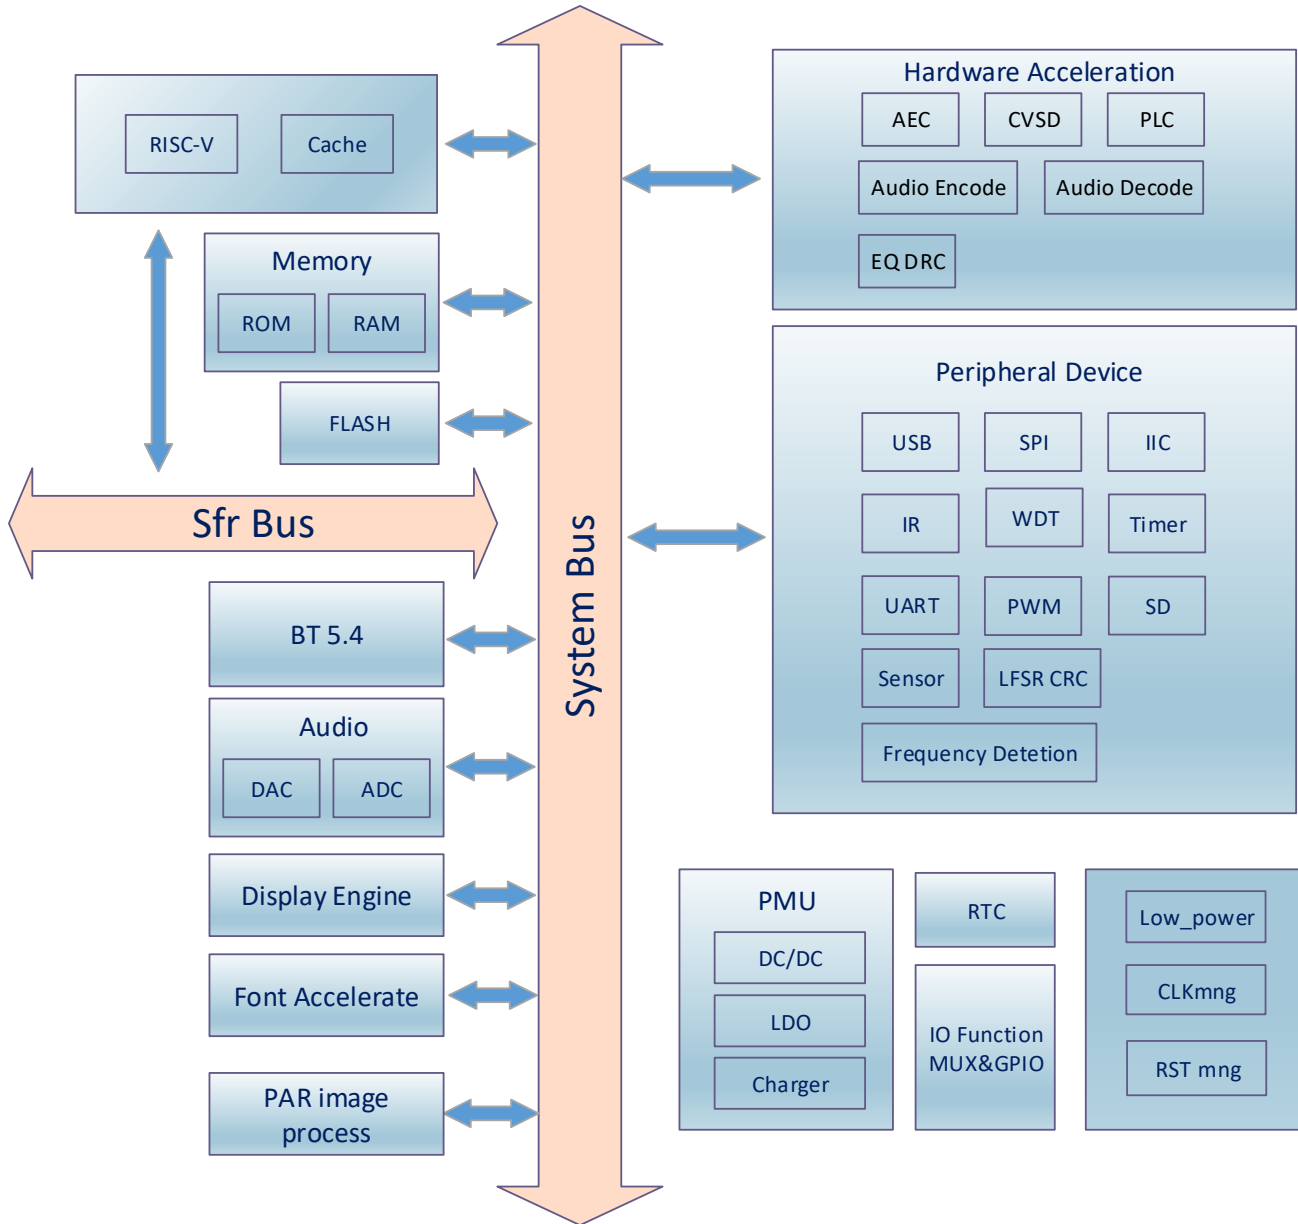 RISC-V
Cache
Memory
ROM
RAM
FLASH
Sfr Bus
BT 5.4
Audio
DAC
ADC
Display Engine
Font Accelerate
PAR image
process
System Bus
Hardware Acceleration
AEC
CVSD
PLC
Audio Encode
Audio Decode
EQ DRC
Peripheral Device
USB
SPI
IIC
IR
WDT
Timer
UART
PWM
SD
Sensor
LFSR CRC
Frequency Detetion
PMU
DC/DC
LDO
Charger
RTC
IO Function
MUX&GPIO
Low_power
CLKmng
RST mng